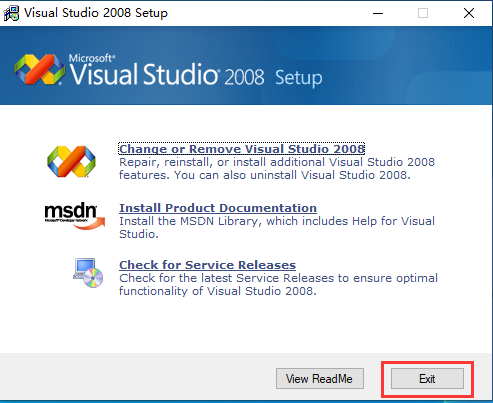 Visual Studio 2008 Setup
Microsoft®
Visual Studio® 2008 Setup
Change or Remove Visual Studio 2008
Repair, reinstall, or install additional Visual Studio 2008
features. You can also uninstall Visual Studio 2008.
msdn
Microsoft Developer Network
Install Product Documentation
Install the MSDN Library, which includes Help for Visual
Studio.
Check for Service Releases
Check for the latest Service Releases to ensure optimal
functionality of Visual Studio 2008.
View ReadMe
Exit